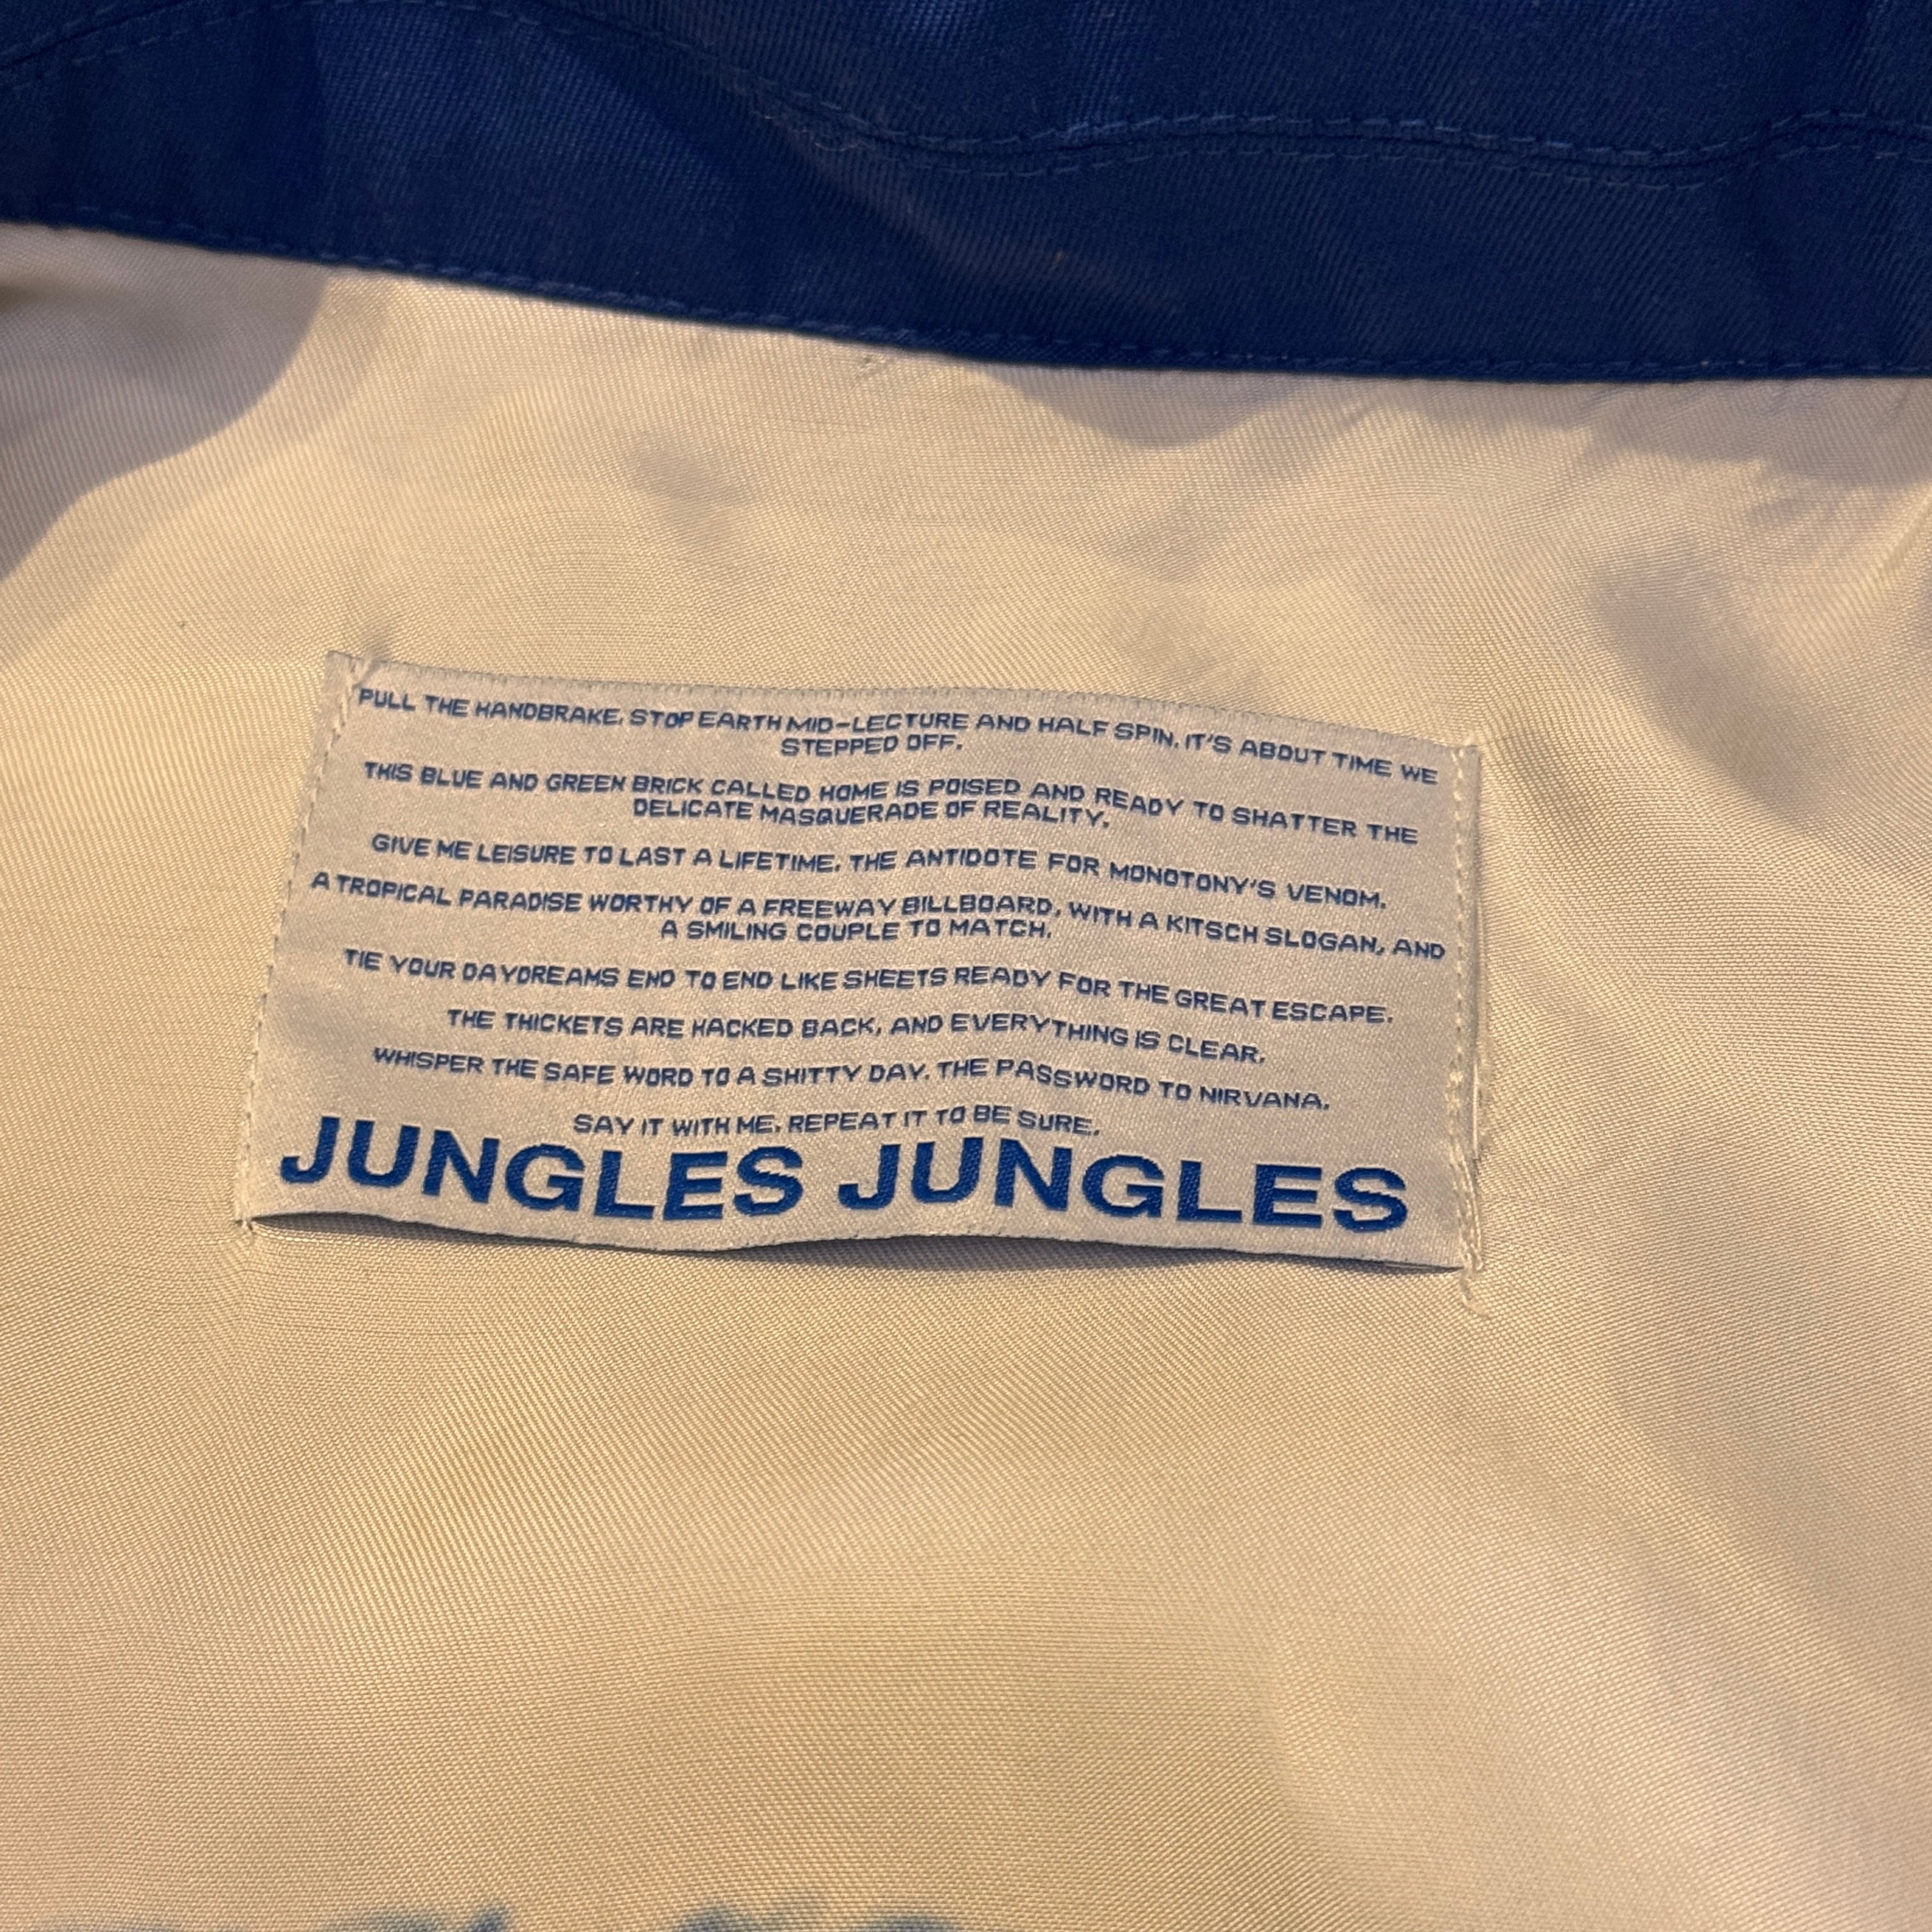 PULL THE HANDBRAKE, STOP EARTH MID-LECTURE AND HALF SPIN. IT'S ABOUT TIME WE
STEPPED OFF.
THIS BLUE AND GREEN BRICK CALLED HOME IS POISED AND READY TO SHATTER THE
DELICATE MASQUERADE OF REALITY.
GIVE ME LEISURE TO LAST A LIFETIME. THE ANTIDOTE FOR MONOTONY'S VENOM.
A TROPICAL PARADISE WORTHY OF A FREEWAY BILLBOARD, WITH A KITSCH SLOGAN, AND
A SMILING COUPLE TO MATCH.
TIE YOUR DAYDREAMS END TO END LIKE SHEETS READY FOR THE GREAT ESCAPE.
THE THICKETS ARE HACKED BACK, AND EVERYTHING IS CLEAR.
WHISPER THE SAFE WORD TO A SHITTY DAY. THE PASSWORD TO NIRVANA.
SAY IT WITH ME. REPEAT IT TO BE SURE.
JUNGLES JUNGLES